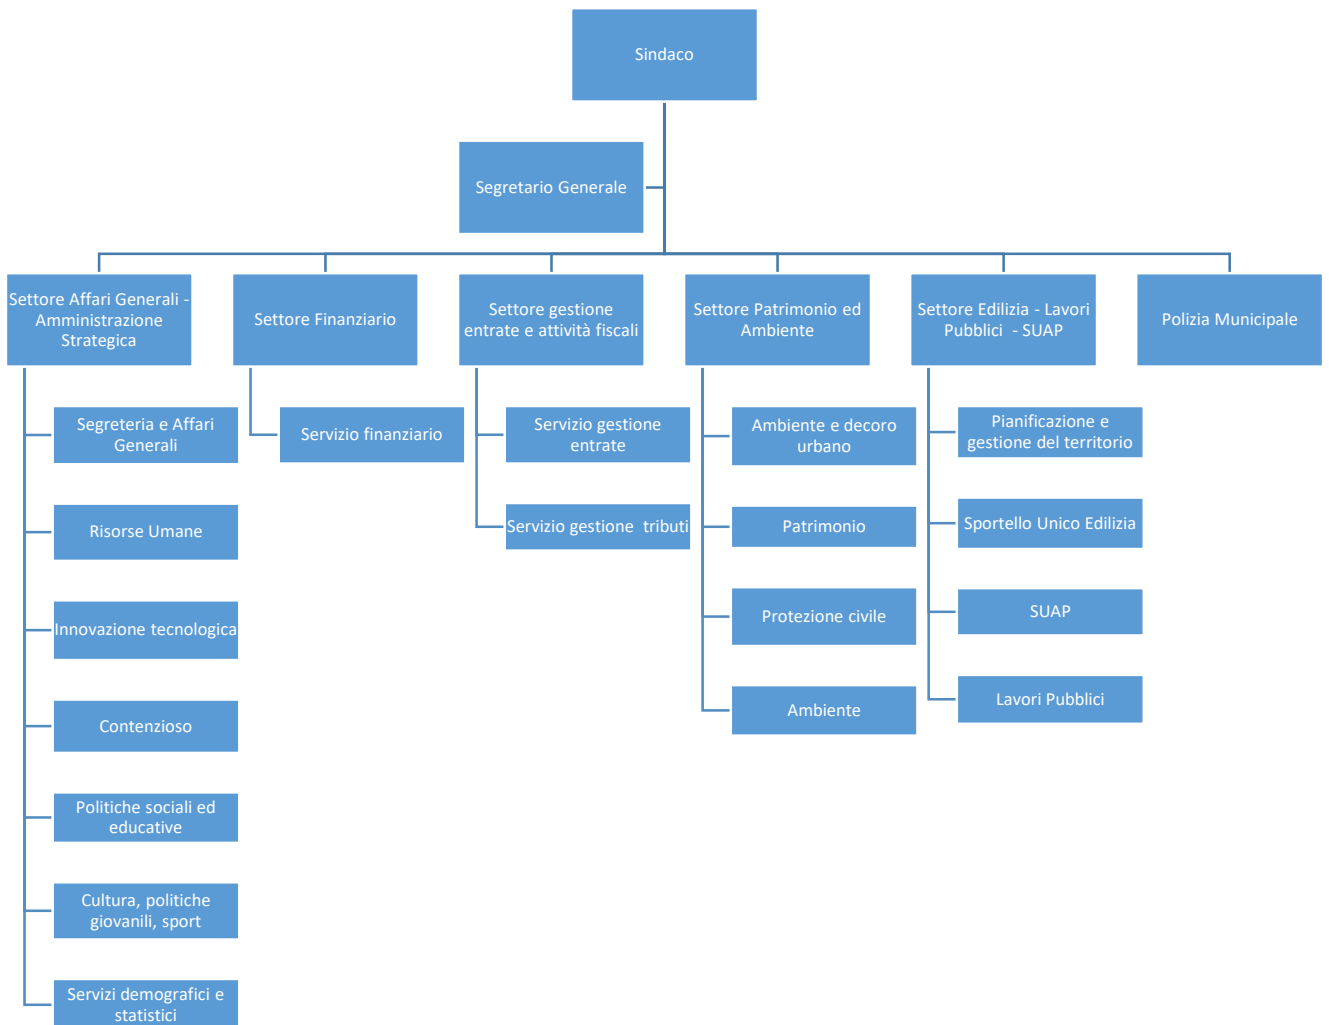 Sindaco
Segretario Generale
Settore Affari Generali -
Amministrazione
Strategica
Settore Finanziario
Settore gestione
entrate e attività fiscali
Settore Patrimonio ed
Ambiente
Settore Edilizia - Lavori
Pubblici - SUAP
Polizia Municipale
Segreteria e Affari
Generali
Risorse Umane
Innovazione tecnologica
Contenzioso
Politiche sociali ed
educative
Cultura, politiche
giovanili, sport
Servizi demografici e
statistici
Servizio finanziario
Servizio gestione
entrate
Servizio gestione tributi
Ambiente e decoro
urbano
Patrimonio
Protezione civile
Ambiente
Pianificazione e
gestione del territorio
Sportello Unico Edilizia
SUAP
Lavori Pubblici